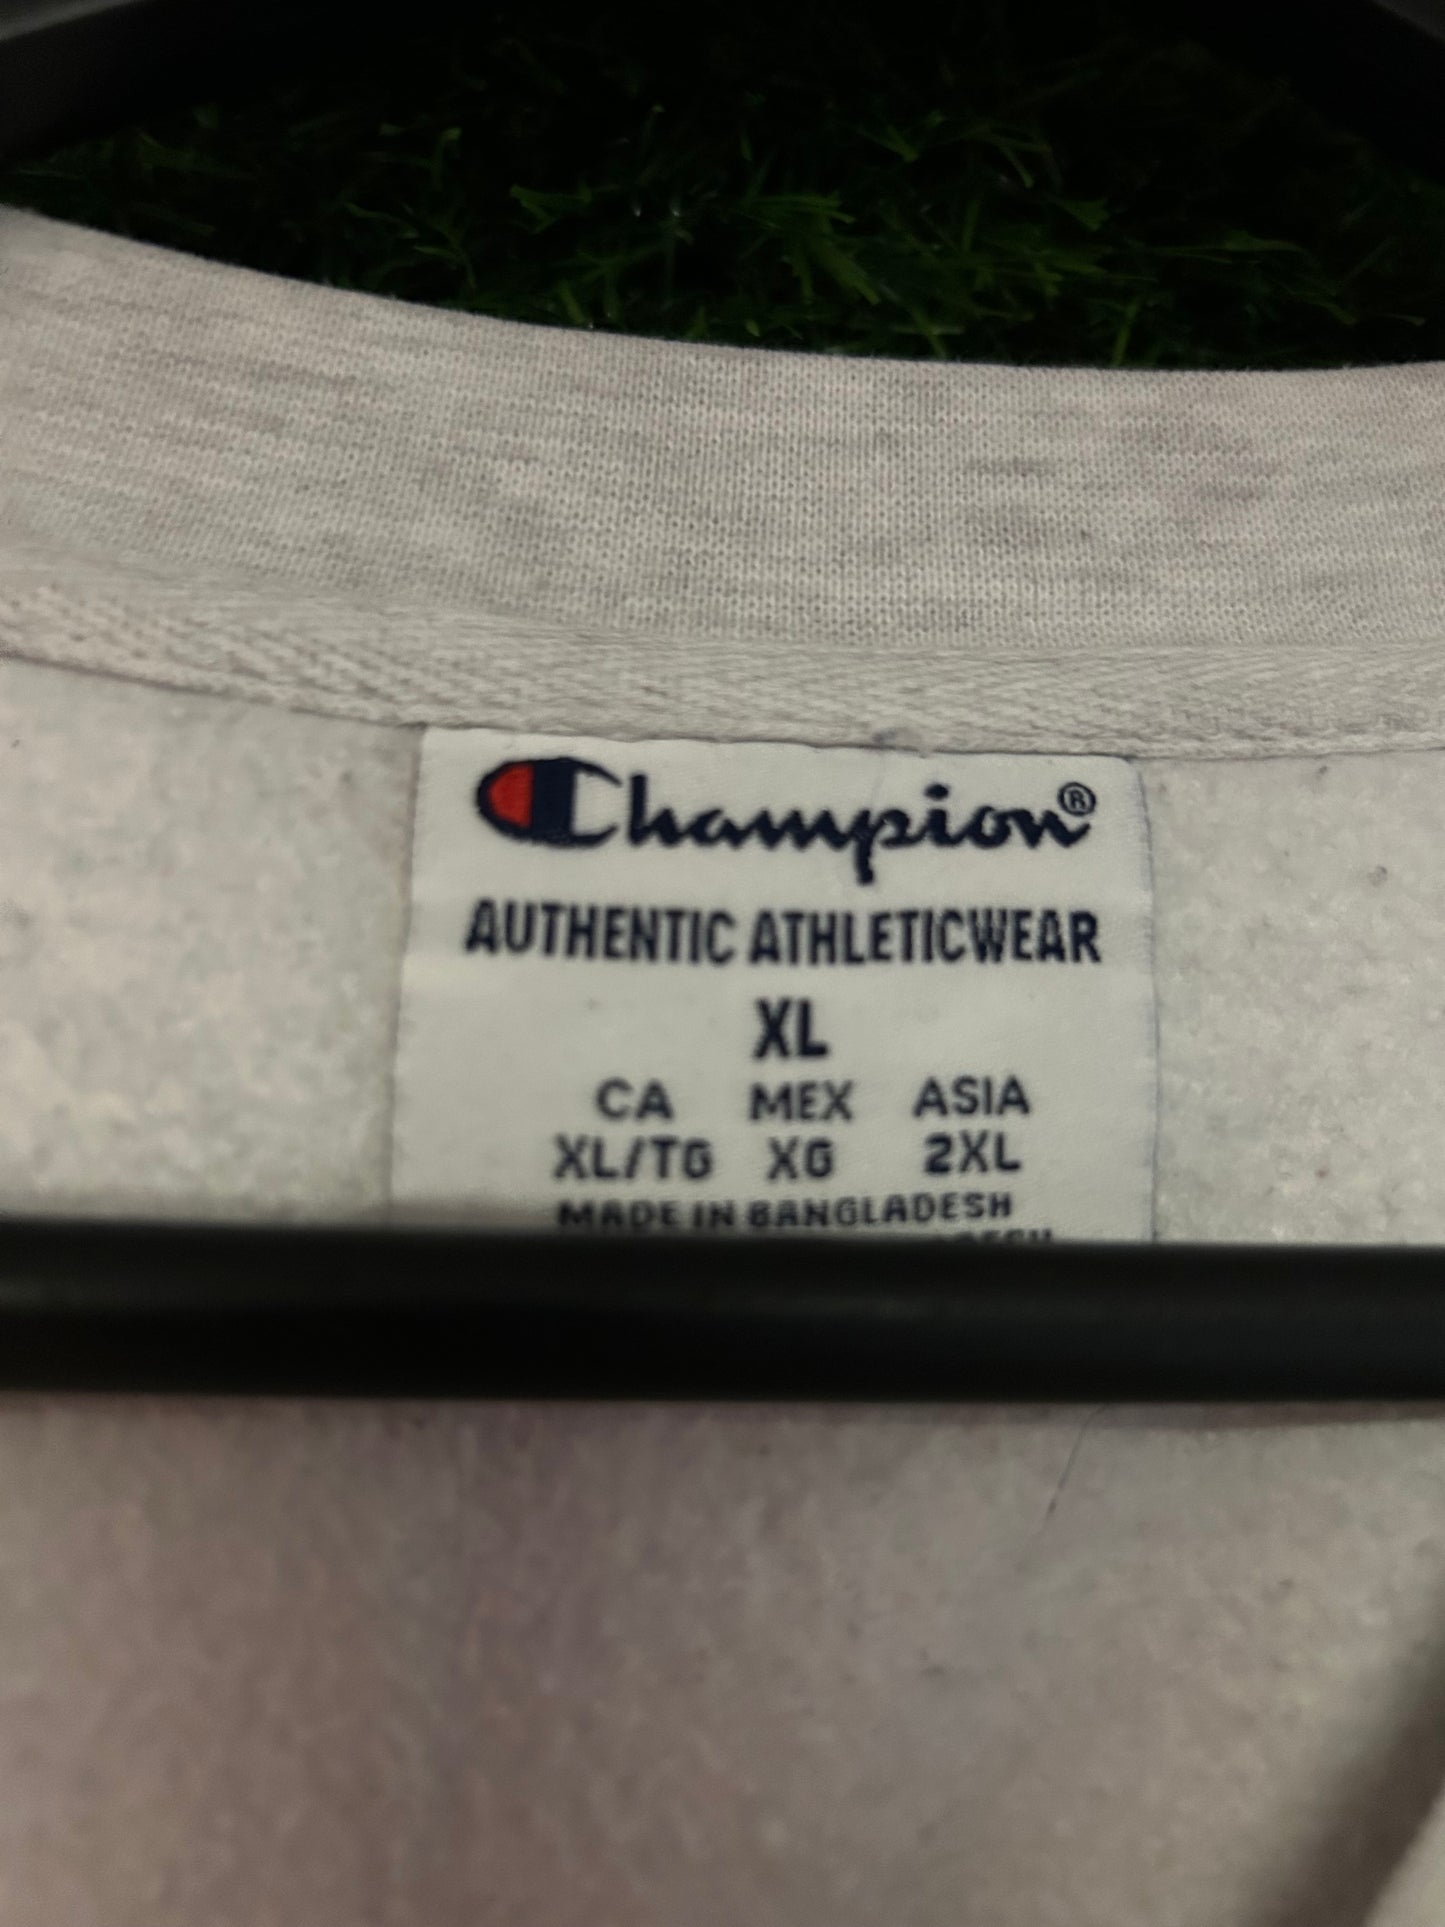 Champion®
AUTHENTIC ATHLETICWEAR
XL
CA MEX ASIA
XL/TG XG 2XL
MADE IN BANGLADESH